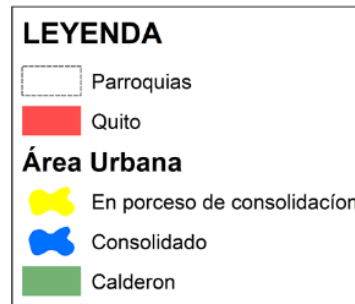 LEYENDA
Parroquias
Quito
Área Urbana
En porceso de consolidacíon
Consolidado
Calderon